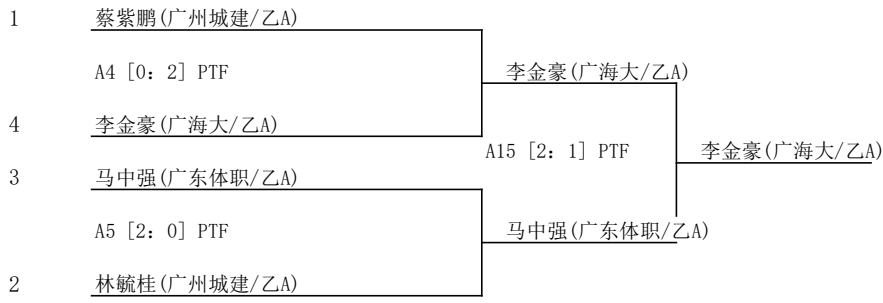 1 蔡紫鹏(广州城建/乙A)
A4 [0: 2] PTF
李金豪(广海大/乙A)
4 李金豪(广海大/乙A)
A15 [2: 1] PTF
李金豪(广海大/乙A)
3 马中强(广东体职/乙A)
A5 [2: 0] PTF
马中强(广东体职/乙A)
2 林毓桂(广州城建/乙A)